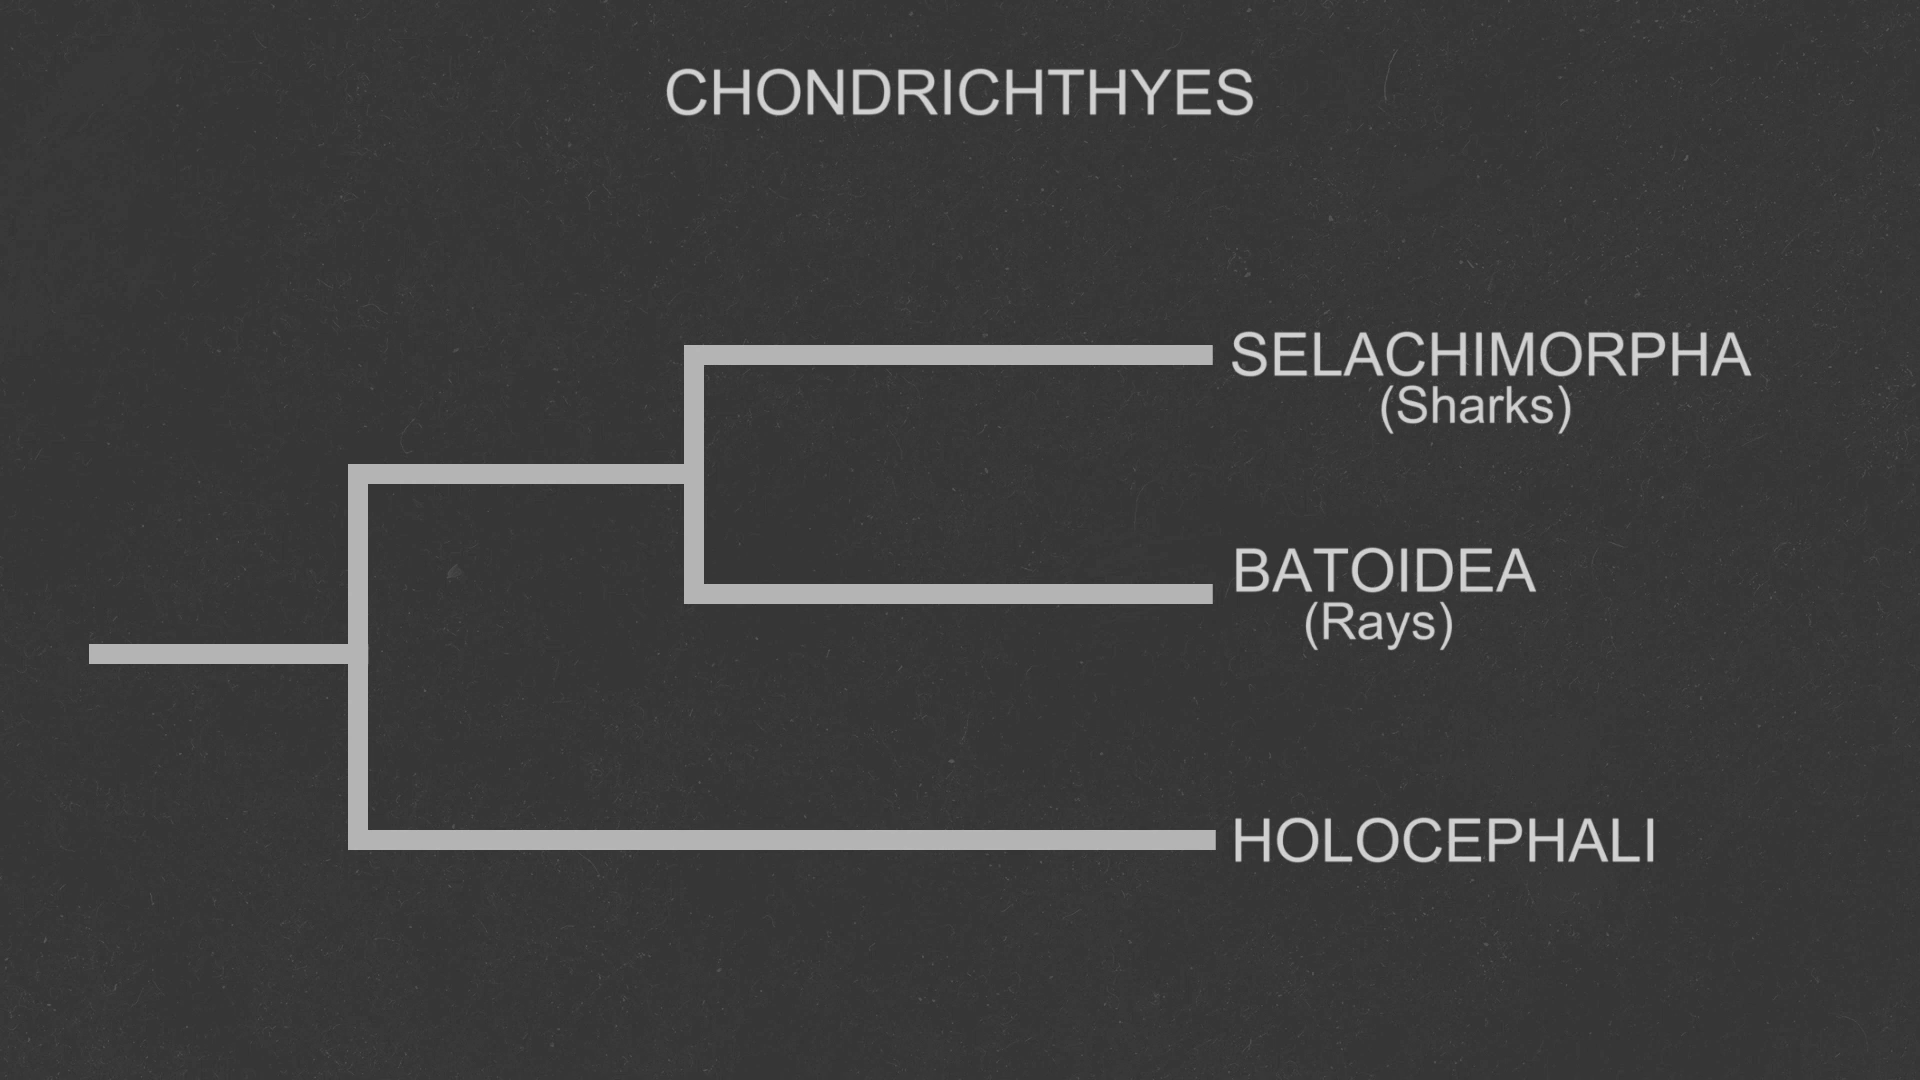 CHONDRICHTHYES
SELACHIMORPHA
(Sharks)
BATOIDEA
(Rays)
HOLOCEPHALI